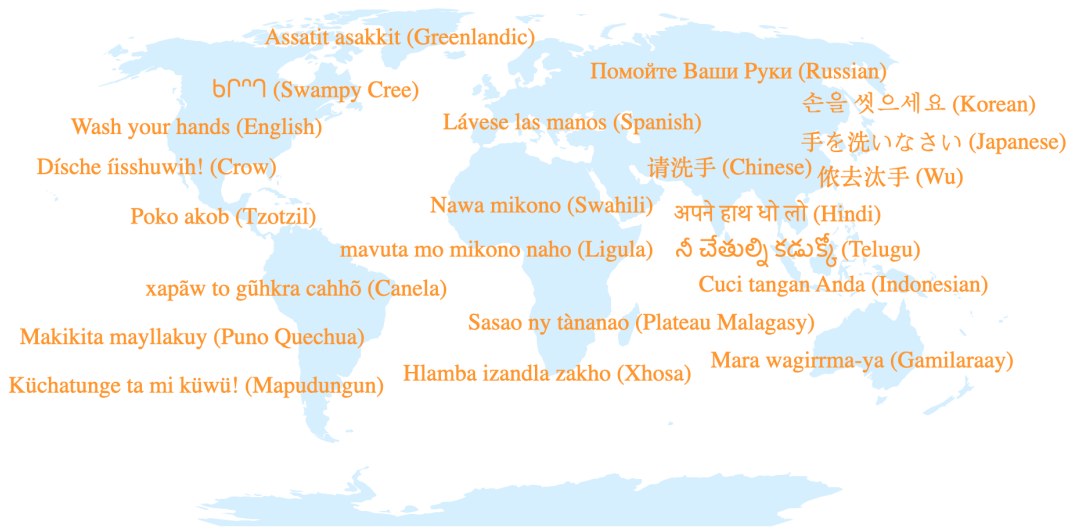 Assatit asakkit (Greenlandic)
Помойте Ваши Руки (Russian)
ᑲᒋᐢᐢᒉ (Swampy Cree)
손을 씻으세요 (Korean)
Wash your hands (English)
Lávese las manos (Spanish)
手を洗いなさい (Japanese)
Dísche íisshuwih! (Crow)
请洗手 (Chinese)
侬去汰手 (Wu)
Poko akob (Tzotzil)
Nawa mikono (Swahili)
अपने हाथ धो लो (Hindi)
mavuta mo mikono naho (Ligula)
నీ చేతుల్ని కడుక్కో (Telugu)
xapãw to gũhkra cahhõ (Canela)
Cuci tangan Anda (Indonesian)
Sasao ny tànanao (Plateau Malagasy)
Makikita mayllakuy (Puno Quechua)
Mara wagirrma-ya (Gamilaraay)
Hlamba izandla zakho (Xhosa)
Küchatunge ta mi küwü! (Mapudungun)